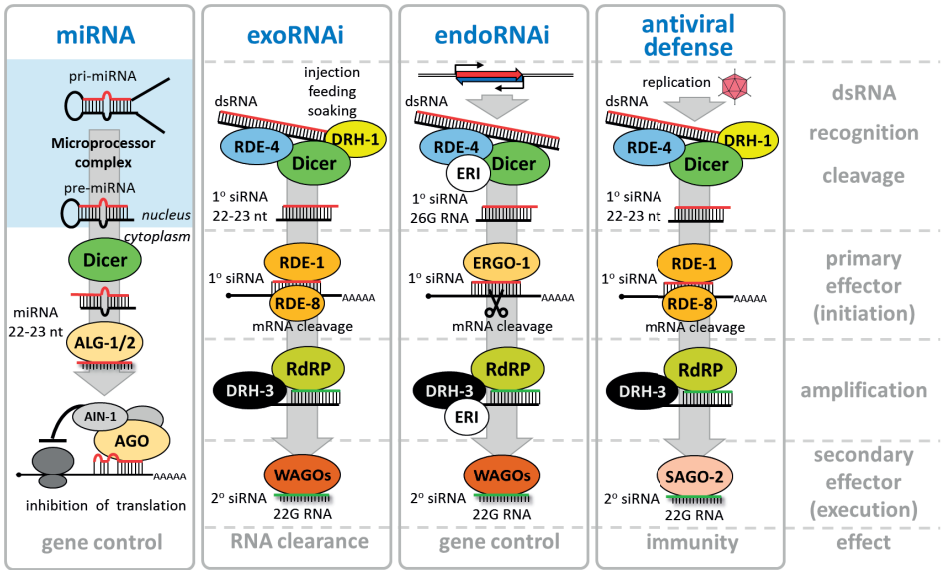 miRNA
pri-miRNA
Microprocessor
complex
pre-miRNA
nucleus
cytoplasm
Dicer
miRNA
22-23 nt
ALG-1/2
AIN-1
AGO
AAAAA
inhibition of translation
gene control
exoRNAi
injection
feeding
soaking
dsRNA
RDE-4
DRH-1
Dicer
1° siRNA
22-23 nt
RDE-1
1° siRNA
RDE-8
AAAAA
mRNA cleavage
RdRP
DRH-3
WAGOs
2° siRNA
22G RNA
RNA clearance
endoRNAi
dsRNA
RDE-4
Dicer
ERI
1° siRNA
26G RNA
ERGO-1
1° siRNA
AAAAA
mRNA cleavage
RdRP
DRH-3
ERI
WAGOs
2° siRNA
22G RNA
gene control
antiviral
defense
replication
dsRNA
RDE-4
DRH-1
Dicer
1° siRNA
22-23 nt
RDE-1
1° siRNA
RDE-8
AAAAA
mRNA cleavage
RdRP
DRH-3
SAGO-2
2° siRNA
22G RNA
immunity
dsRNA
recognition
cleavage
primary
effector
(initiation)
amplification
secondary
effector
(execution)
effect